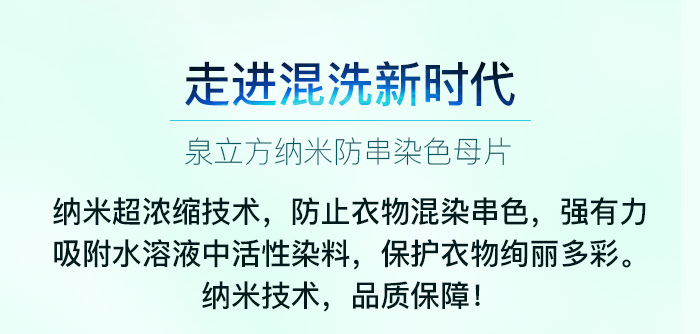 走进混洗新时代
泉立方纳米防串染色母片
纳米超浓缩技术，防止衣物混染串色，强有力
吸附水溶液中活性染料，保护衣物绚丽多彩。
纳米技术，品质保障！